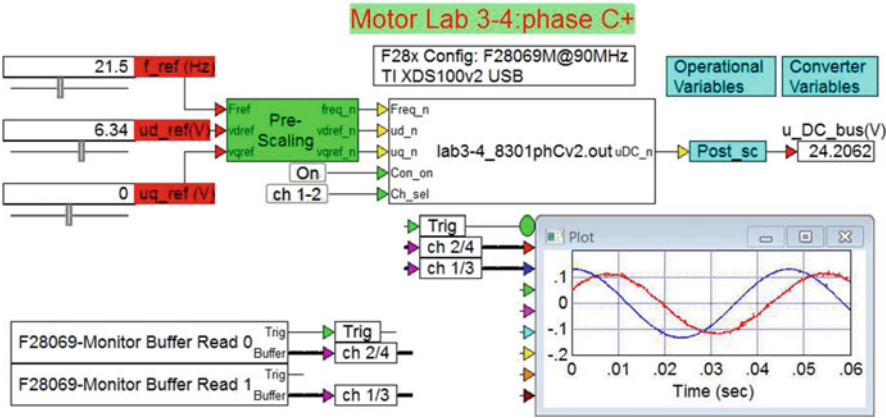 Motor Lab 3-4:phase C+
F28x Config: F28069M@90MHz
TI XDS100v2 USB
Operational
Variables
Converter
Variables
21.5 f_ref (Hz)
6.34 ud_ref(V)
0 uq_ref (V)
Fref freq_n
vdref vdref_n
vqref vqref_n
Pre-
Scaling
On
ch 1-2
Freq_n
ud_n
uq_n
Con_on
Ch_sel
lab3-4_8301phCv2.out uDC_n
Post_sc
u_DC_bus(V)
24.2062
Trig
ch 2/4
ch 1/3
Plot
.1
0
-.1
-.2
0 .01 .02 .03 .04 .05 .06
Time (sec)
F28069-Monitor Buffer Read 0 Trig
Buffer
Trig
ch 2/4
F28069-Monitor Buffer Read 1 Trig
Buffer
ch 1/3